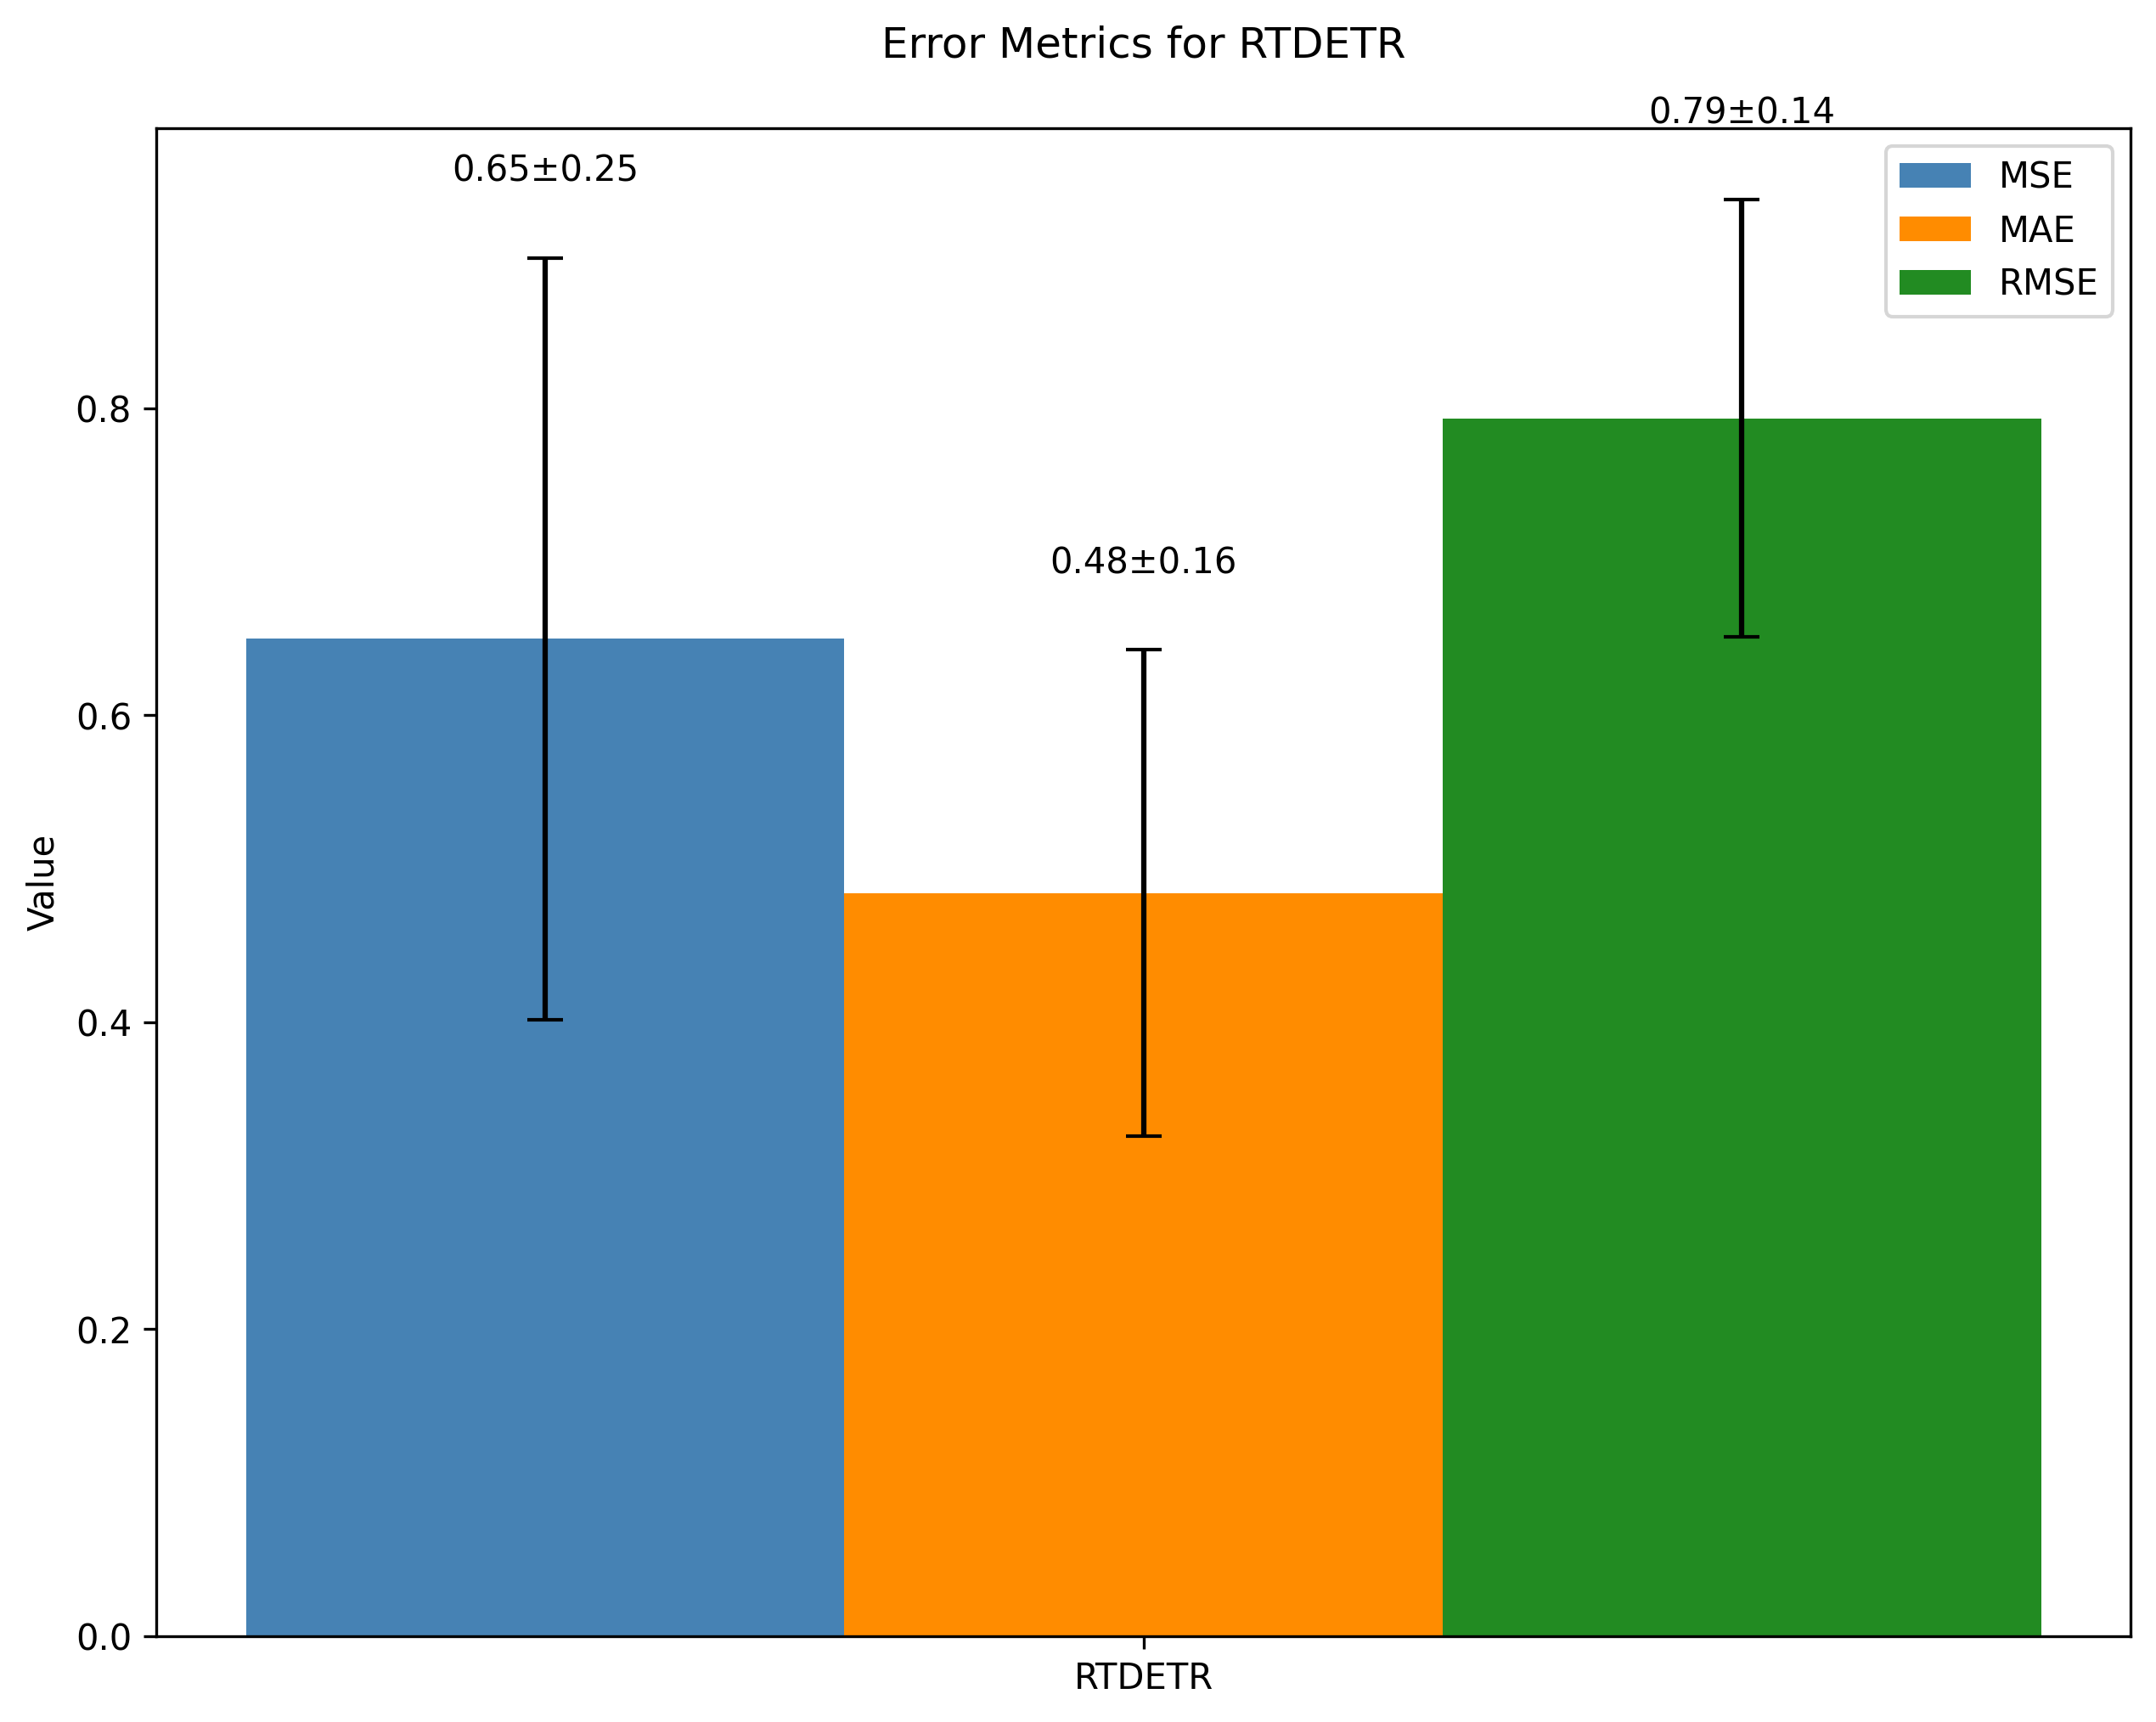 Error Metrics for RTDETR
0.79±0.14
0.65±0.25
MSE
MAE
RMSE
0.48±0.16
0.8
0.6
0.4
0.2
0.0
Value
RTDETR